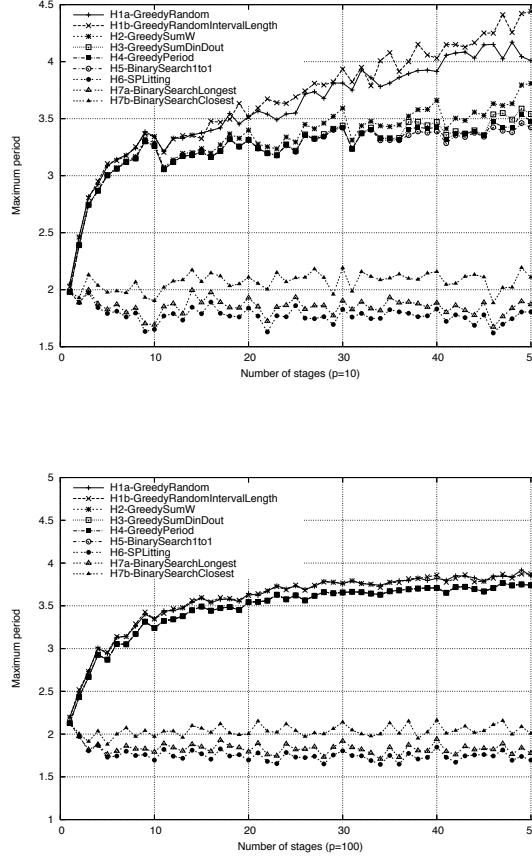 4.5
4
3.5
3
2.5
2
1.5
0
10
20
30
40
50
Maximum period
Number of stages (p=10)
H1a-GreedyRandom
H1b-GreedyRandomIntervalLength
H2-GreedySumW
H3-GreedySumDinDout
H4-GreedyPeriod
H5-BinarySearch1to1
H6-SPLitting
H7a-BinarySearchLongest
H7b-BinarySearchClosest
5
4.5
4
3.5
3
2.5
2
1.5
1
0
10
20
30
40
50
Maximum period
Number of stages (p=100)
H1a-GreedyRandom
H1b-GreedyRandomIntervalLength
H2-GreedySumW
H3-GreedySumDinDout
H4-GreedyPeriod
H5-BinarySearch1to1
H6-SPLitting
H7a-BinarySearchLongest
H7b-BinarySearchClosest